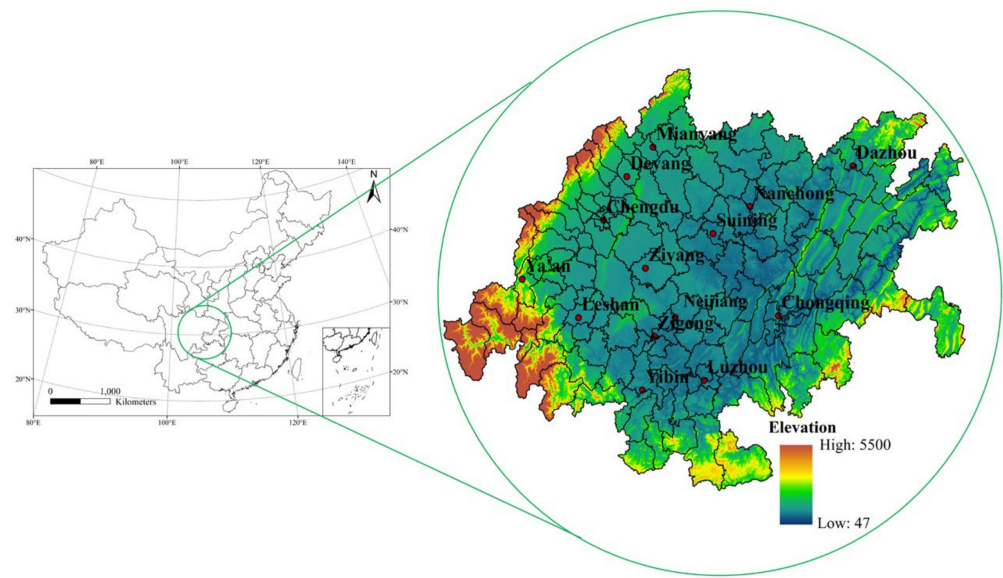 80°E
100°E
120°E
140°E
N
40°N
40°N
30°N
30°N
20°N
20°N
0
1,000
Kilometers
80°E
100°E
120°E
Mianyang
Deyang
Dazhou
Nanchong
Chengdu
Suining
Ziyang
Ya'an
Leshan
Neijiang
Chongqing
Zigong
Yibin
Luzhou
Elevation
High: 5500
Low: 47